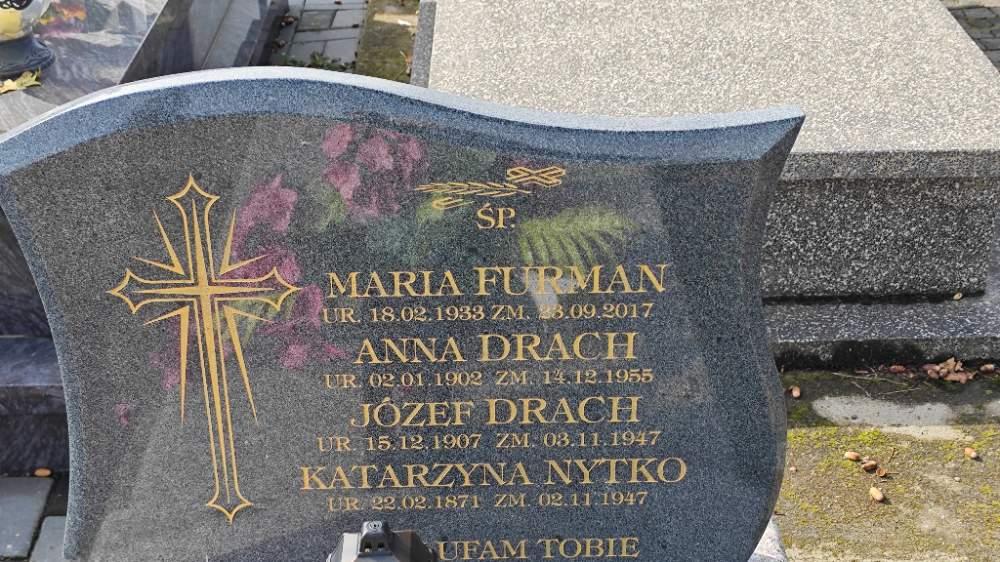 ŚP.
MARIA FURMAN
UR. 18.02.1933 ZM. 23.09.2017
ANNA DRACH
UR. 02.01.1902 ZM. 14.12.1955
JÓZEF DRACH
UR. 15.12.1907 ZM. 03.11.1947
KATARZYNA NYTKO
UR. 22.02.1871 ZM. 02.11.1947
UFAM TOBIE